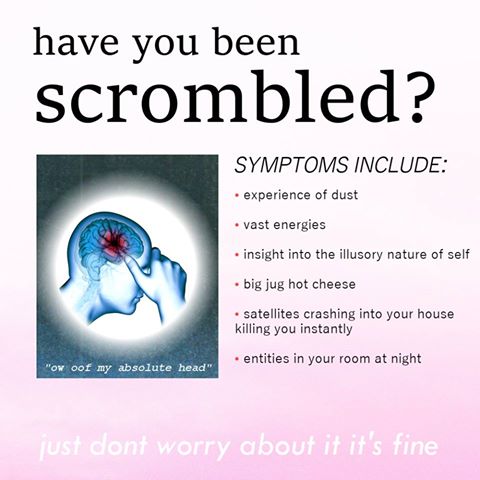 have you been
scrombled?
SYMPTOMS INCLUDE:
• experience of dust
• vast energies
• insight into the illusory nature of self
• big jug hot cheese
• satellites crashing into your house
killing you instantly
• entities in your room at night
"ow oof my absolute head"
just dont worry about it it's fine